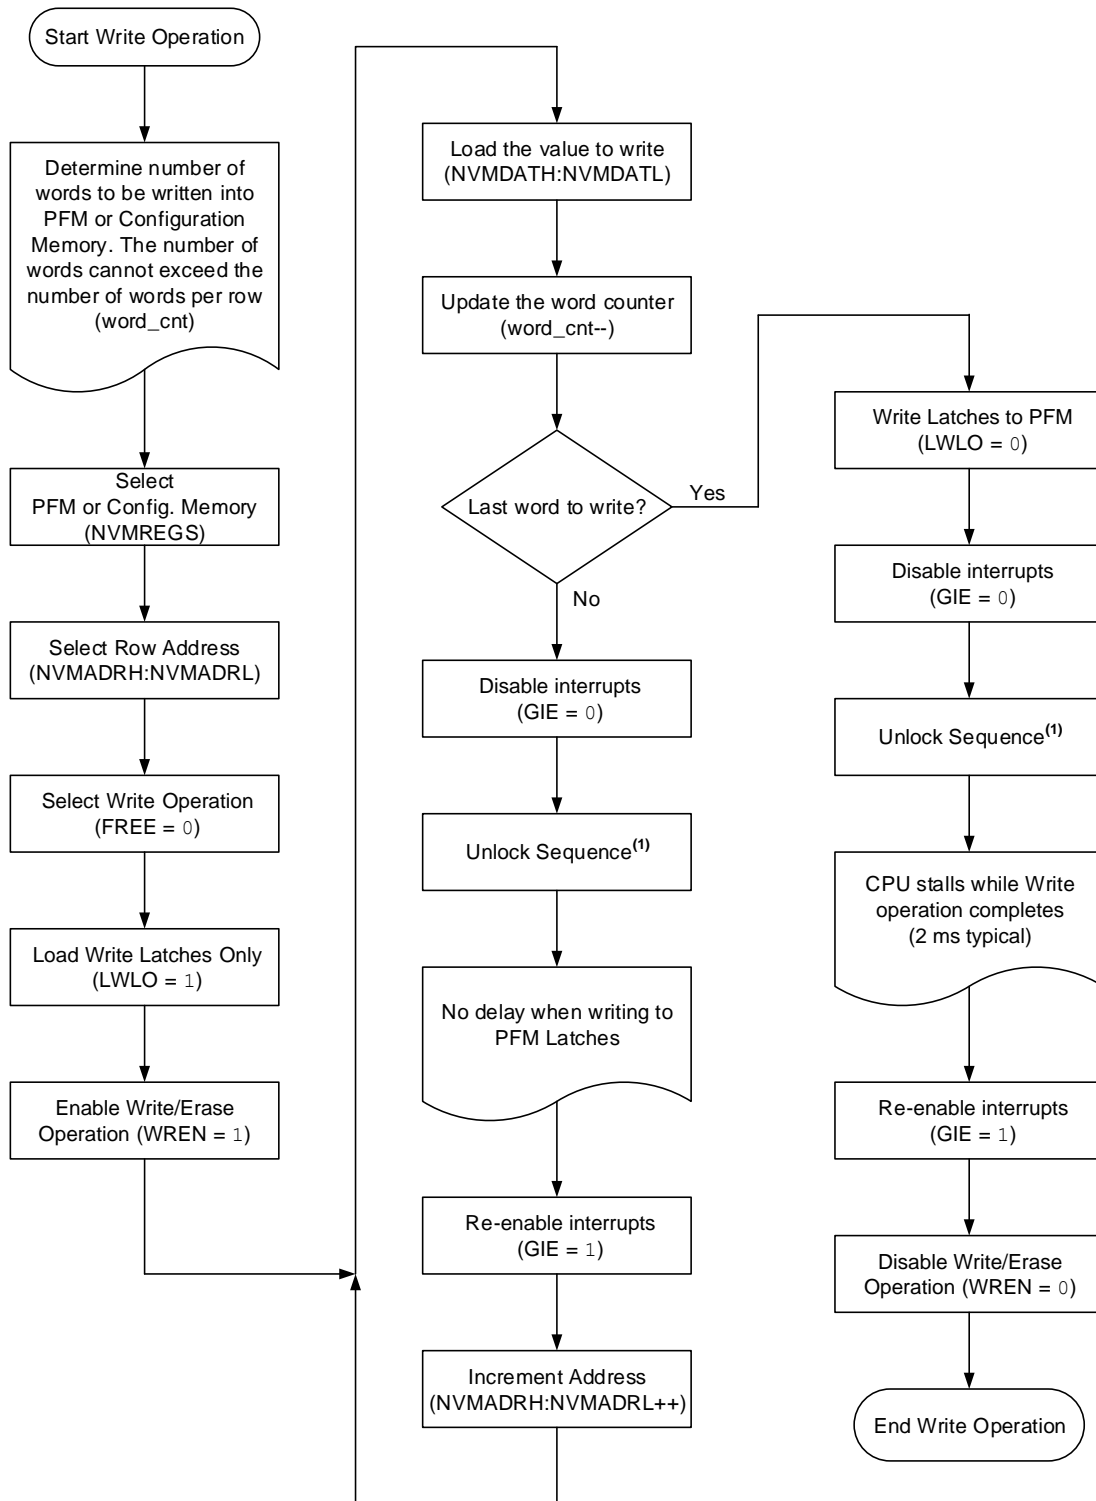 Start Write Operation
Determine number of
words to be written into
PFM or Configuration
Memory. The number of
words cannot exceed the
number of words per row
(word_cnt)
Select
PFM or Config. Memory
(NVMREGS)
Select Row Address
(NVMADRH:NVMADRL)
Select Write Operation
(FREE = 0)
Load Write Latches Only
(LWLO = 1)
Enable Write/Erase
Operation (WREN = 1)
Load the value to write
(NVMDATH:NVMDATL)
Update the word counter
(word_cnt--)
Last word to write?
Yes
No
Disable interrupts
(GIE = 0)
Unlock Sequence(1)
No delay when writing to
PFM Latches
Re-enable interrupts
(GIE = 1)
Increment Address
(NVMADRH:NVMADRL++)
Write Latches to PFM
(LWLO = 0)
Disable interrupts
(GIE = 0)
Unlock Sequence(1)
CPU stalls while Write
operation completes
(2 ms typical)
Re-enable interrupts
(GIE = 1)
Disable Write/Erase
Operation (WREN = 0)
End Write Operation